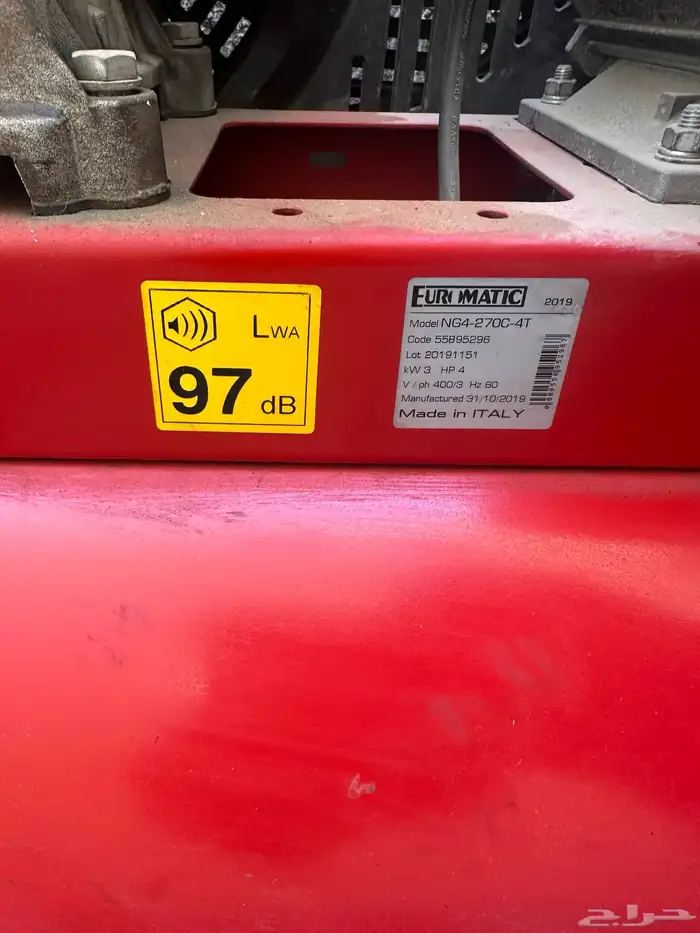 LWA
97 dB
EUROMATIC 2019
Model NG4-270C-4T
Code 55895296
Lot 20191151
kW 3 HP 4
V / ph 400/3 Hz 60
Manufactured 31/10/2019
Made in ITALY
حراج